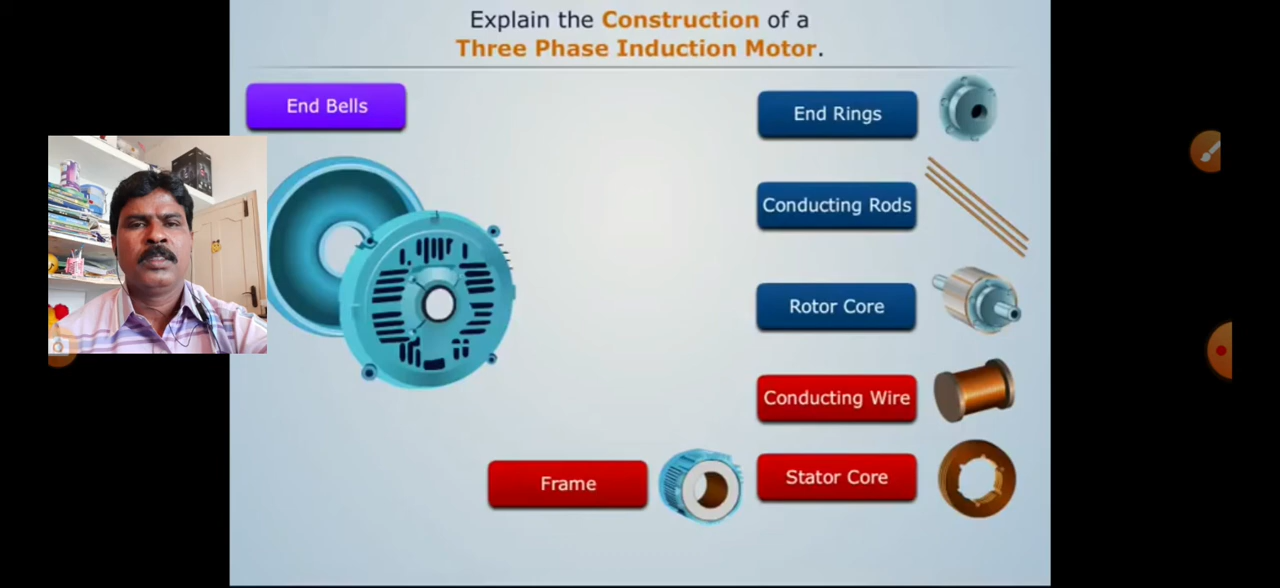 Explain the Construction of a
Three Phase Induction Motor.
End Bells
End Rings
Conducting Rods
Rotor Core
Conducting Wire
Frame
Stator Core